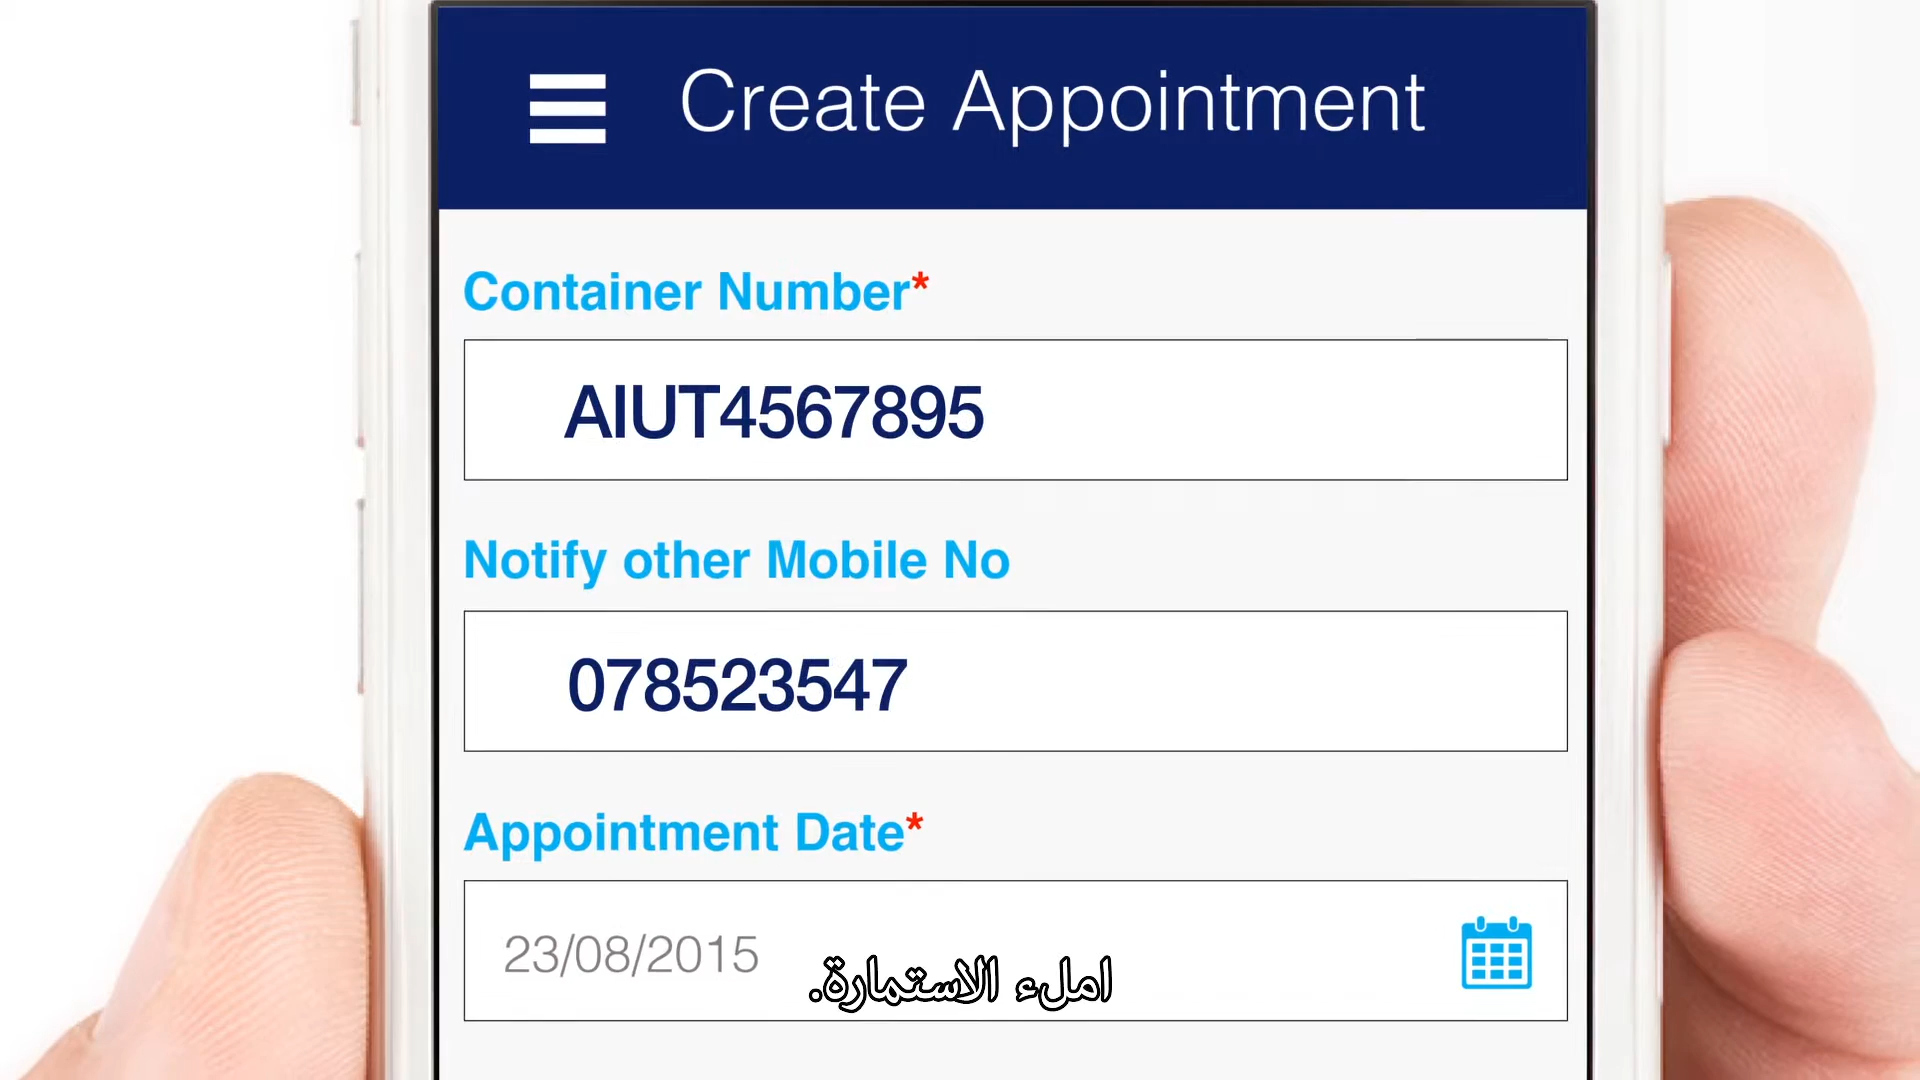 Create Appointment
Container Number*
AIUT4567895
Notify other Mobile No
078523547
Appointment Date*
23/08/2015
املء الاستمارة.